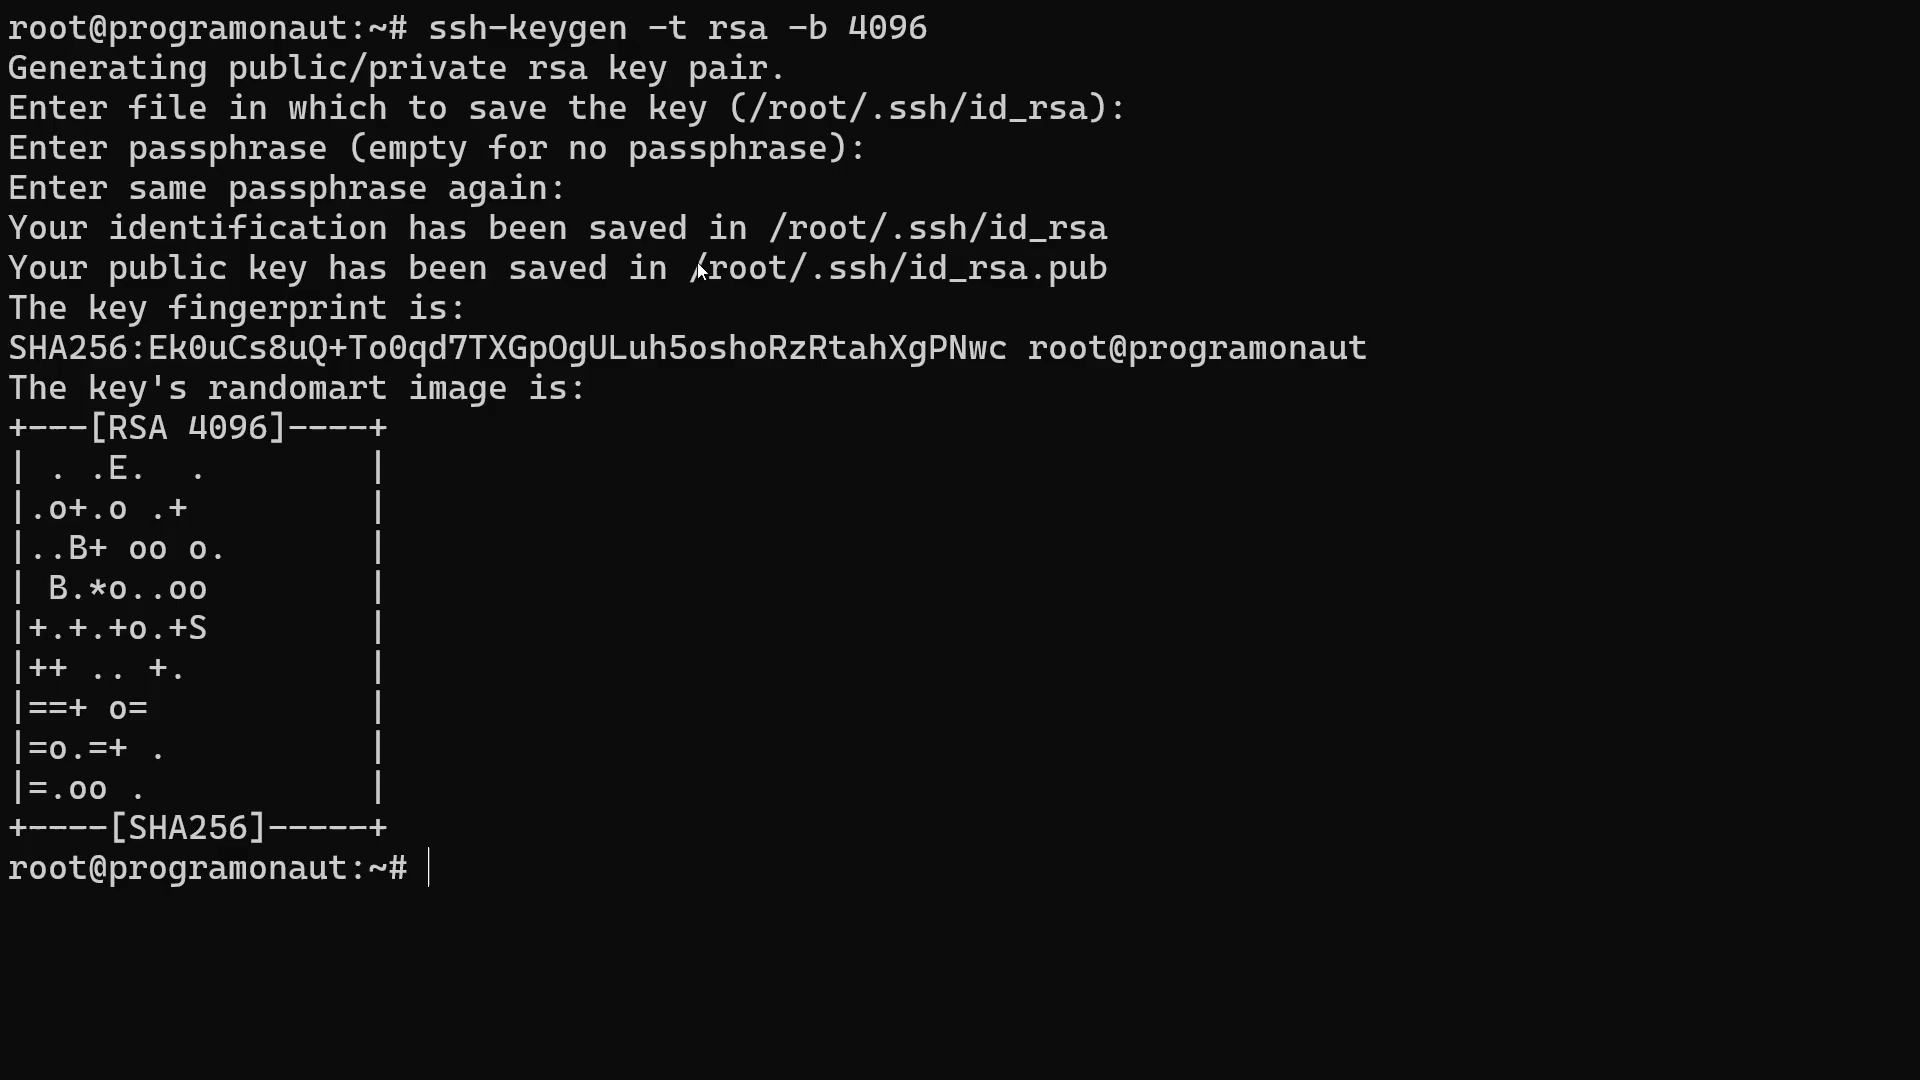 root@programonaut:~# ssh-keygen -t rsa -b 4096
Generating public/private rsa key pair.
Enter file in which to save the key (/root/.ssh/id_rsa):
Enter passphrase (empty for no passphrase):
Enter same passphrase again:
Your identification has been saved in /root/.ssh/id_rsa
Your public key has been saved in /root/.ssh/id_rsa.pub
The key fingerprint is:
SHA256:Ek0uCs8uQ+To0qd7TXGpOgULuh5oshoRzRtahXgPNwc root@programonaut
The key's randomart image is:
+---[RSA 4096]----+
| . .E.  .        |
|.o+.o .+         |
|..B+ oo o.       |
| B.*o..oo        |
|+.+.+o.+S        |
|++ .. +.         |
|==+ o=           |
|=o.=+ .          |
|=.oo .           |
+----[SHA256]-----+
root@programonaut:~#